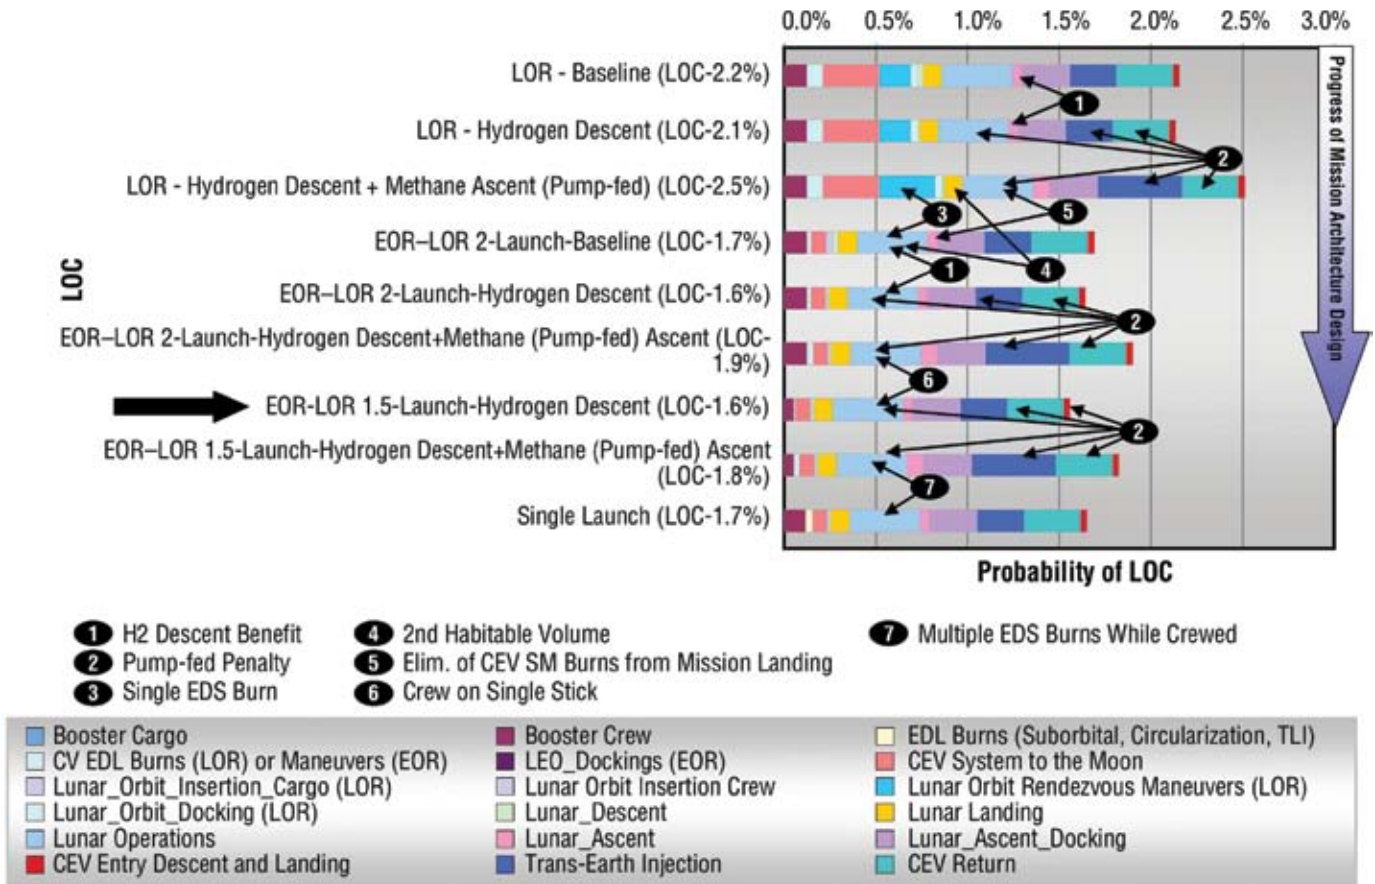 0.0% 0.5% 1.0% 1.5% 2.0% 2.5% 3.0%
LOR - Baseline (LOC-2.2%)
1
LOR - Hydrogen Descent (LOC-2.1%)
2
LOR - Hydrogen Descent + Methane Ascent (Pump-fed) (LOC-2.5%)
3 5
EOR–LOR 2-Launch-Baseline (LOC-1.7%)
1 4
EOR–LOR 2-Launch-Hydrogen Descent (LOC-1.6%)
2
EOR–LOR 2-Launch-Hydrogen Descent+Methane (Pump-fed) Ascent (LOC-
1.9%)
6
EOR-LOR 1.5-Launch-Hydrogen Descent (LOC-1.6%)
2
EOR–LOR 1.5-Launch-Hydrogen Descent+Methane (Pump-fed) Ascent
(LOC-1.8%)
7
Single Launch (LOC-1.7%)
LOC
Progress of Mission Architecture Design
Probability of LOC
1 H2 Descent Benefit
2 Pump-fed Penalty
3 Single EDS Burn
4 2nd Habitable Volume
5 Elim. of CEV SM Burns from Mission Landing
6 Crew on Single Stick
7 Multiple EDS Burns While Crewed
Booster Cargo
CV EDL Burns (LOR) or Maneuvers (EOR)
Lunar_Orbit_Insertion_Cargo (LOR)
Lunar_Orbit_Docking (LOR)
Lunar Operations
CEV Entry Descent and Landing
Booster Crew
LEO_Dockings (EOR)
Lunar Orbit Insertion Crew
Lunar_Descent
Lunar_Ascent
Trans-Earth Injection
EDL Burns (Suborbital, Circularization, TLI)
CEV System to the Moon
Lunar Orbit Rendezvous Maneuvers (LOR)
Lunar Landing
Lunar_Ascent_Docking
CEV Return